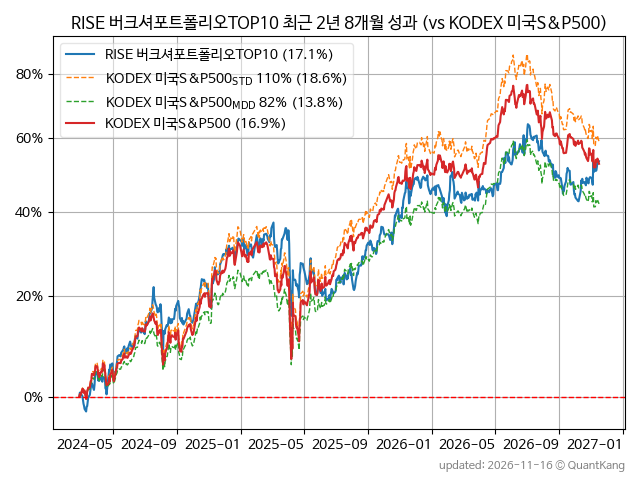 RISE 버크셔포트폴리오TOP10 최근 2년 8개월 성과 (vs KODEX 미국S&P500)
RISE 버크셔포트폴리오TOP10 (17.1%)
KODEX 미국S&P500STD 110% (18.6%)
KODEX 미국S&P500MDD 82% (13.8%)
KODEX 미국S&P500 (16.9%)
80%
60%
40%
20%
0%
2024-05 2024-09 2025-01 2025-05 2025-09 2026-01 2026-05 2026-09 2027-01
updated: 2026-11-16 © QuantKang